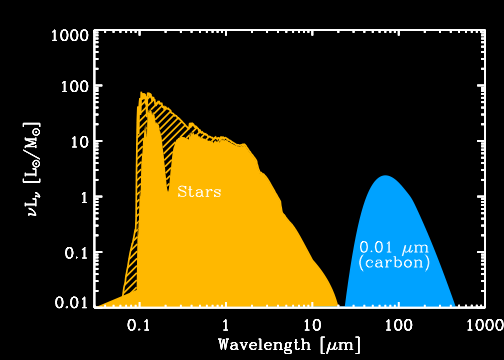 1000
100
10
1
0.1
0.01
νLν [L⊙/M⊙]
Stars
0.01 μm
(carbon)
0.1 1 10 100 1000
Wavelength [μm]